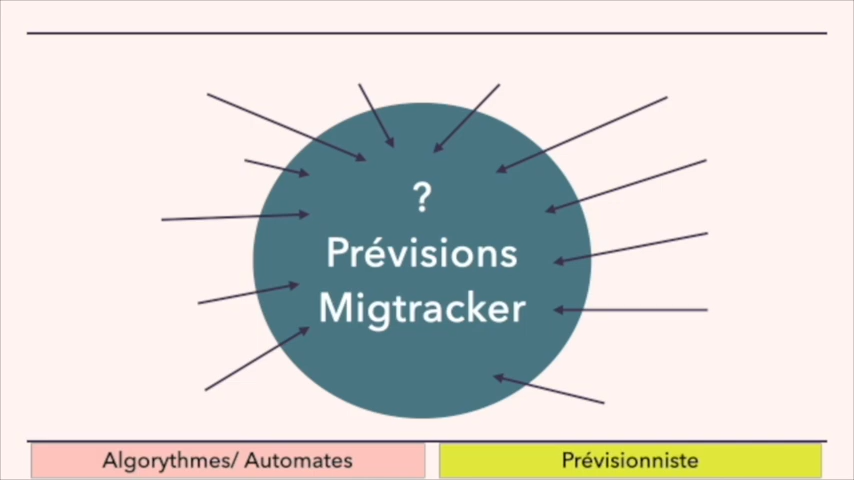 ?
Prévisions
Migtracker
Algorythmes/ Automates
Prévisionniste